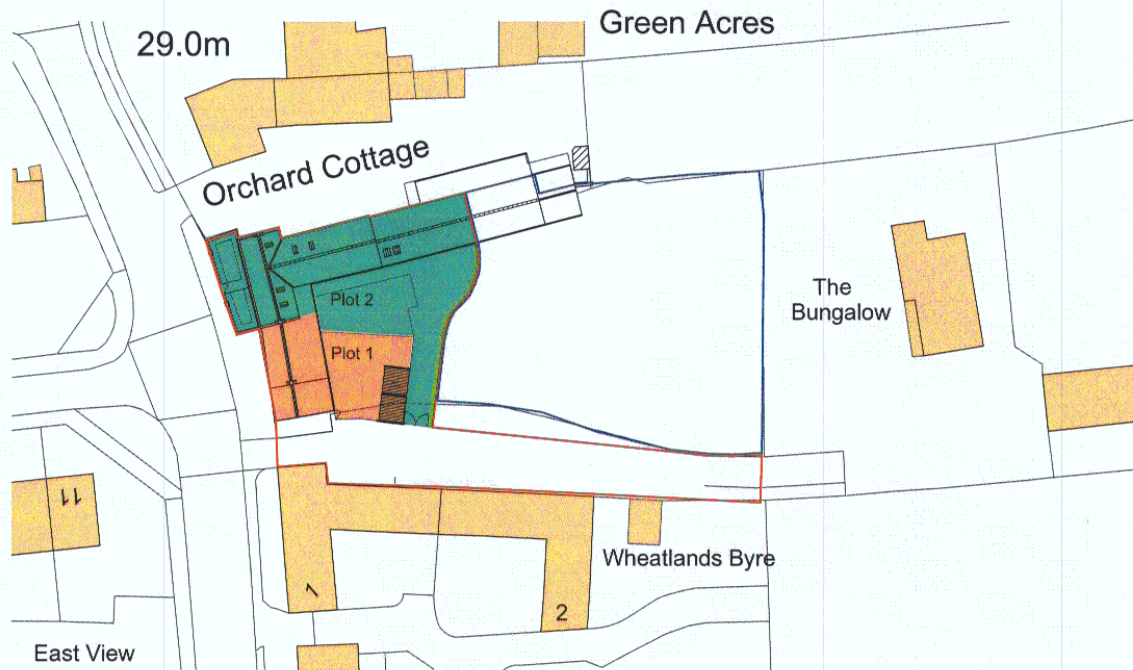 Green Acres
29.0m
Orchard Cottage
Plot 2
The
Bungalow
Plot 1
11
Wheatlands Byre
1
2
East View